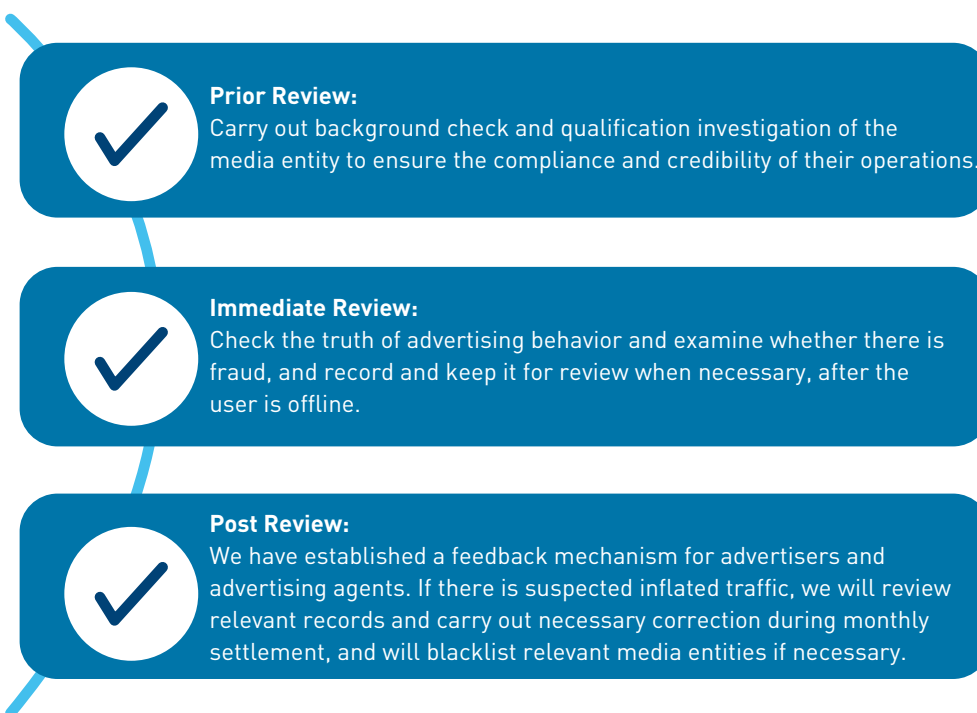 Prior Review:
Carry out background check and qualification investigation of the
media entity to ensure the compliance and credibility of their operations.
Immediate Review:
Check the truth of advertising behavior and examine whether there is
fraud, and record and keep it for review when necessary, after the
user is offline.
Post Review:
We have established a feedback mechanism for advertisers and
advertising agents. If there is suspected inflated traffic, we will review
relevant records and carry out necessary correction during monthly
settlement, and will blacklist relevant media entities if necessary.